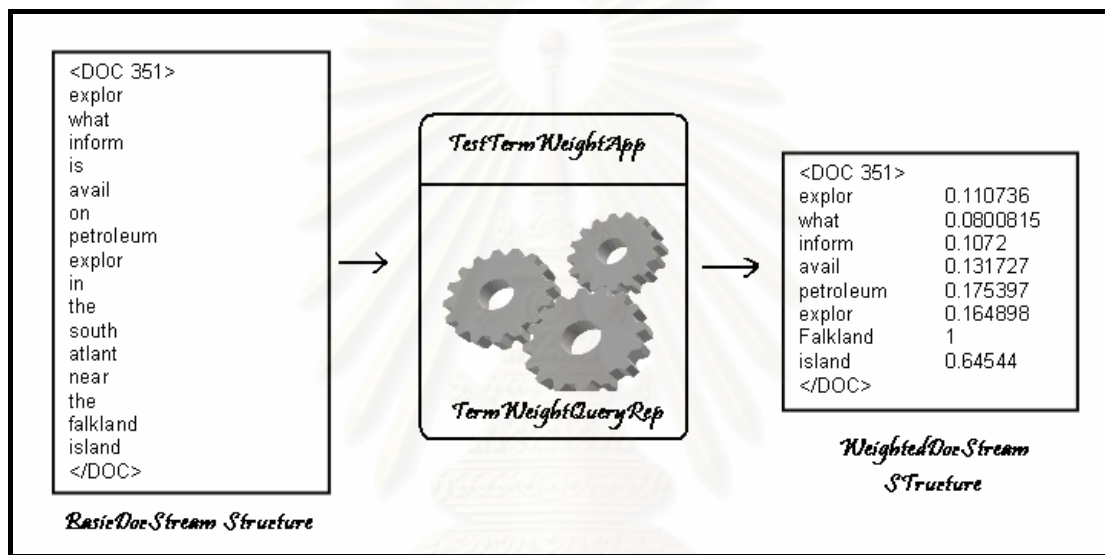 <DOC 351>
explor
what
inform
is
avail
on
petroleum
explor
in
the
south
atlant
near
the
falkland
island
</DOC>
BasicDocStream Structure
TestTermWeightApp
TermWeightQueryRep
<DOC 351>
explor 0.110736
what 0.0800815
inform 0.1072
avail 0.131727
petroleum 0.175397
explor 0.164898
Falkland 1
island 0.64544
</DOC>
WeightedDocStream
STructure